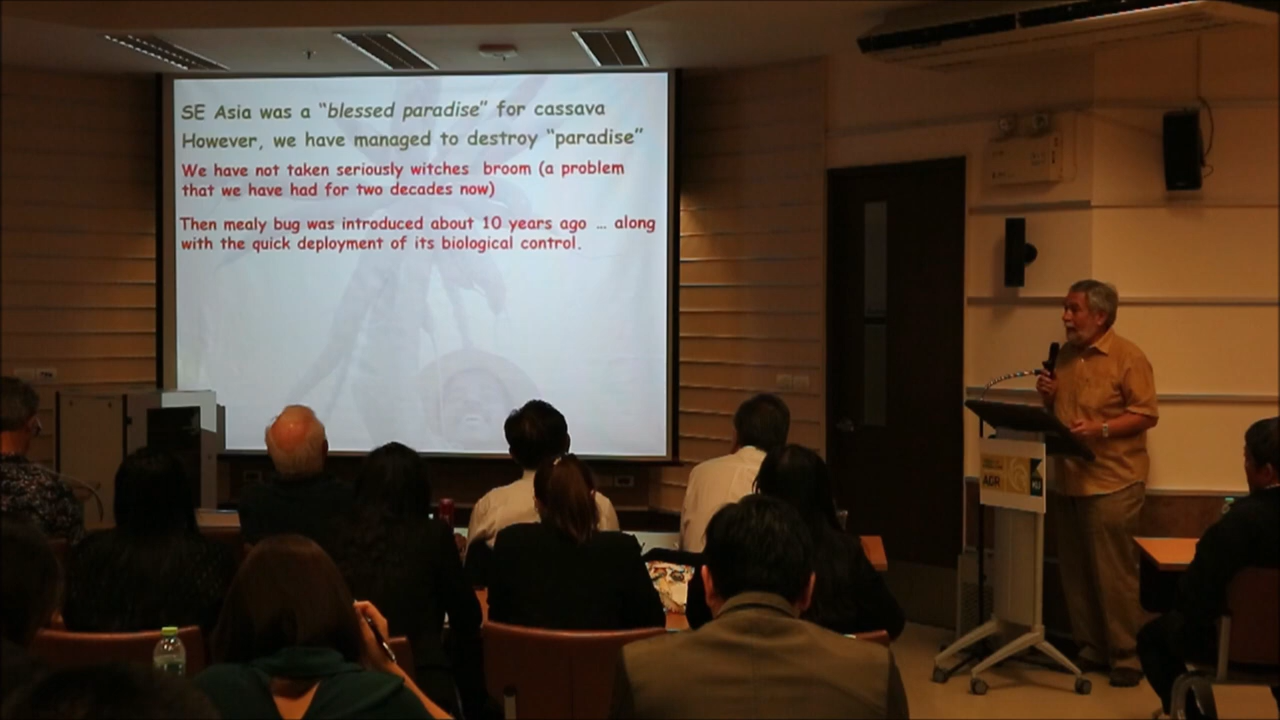 SE Asia was a “blessed paradise” for cassava
However, we have managed to destroy “paradise”
We have not taken seriously witches broom (a problem
that we have had for two decades now)
Then mealy bug was introduced about 10 years ago … along
with the quick deployment of its biological control.
AGR
KU